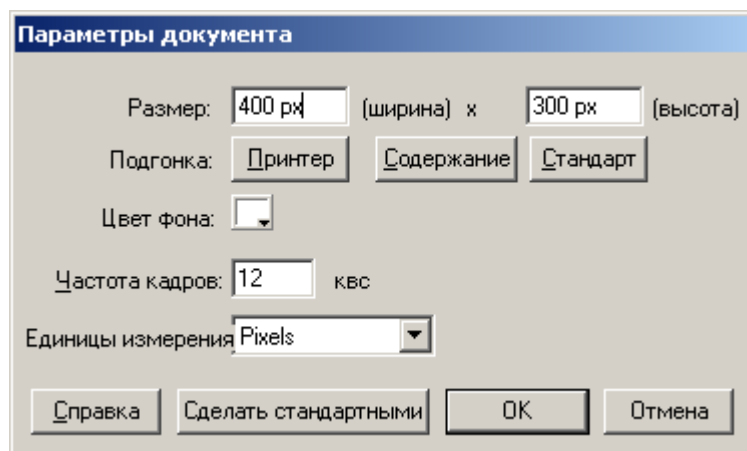 Параметры документа
Размер: 400 px (ширина) x 300 px (высота)
Подгонка: Принтер Содержание Стандарт
Цвет фона:
Частота кадров: 12 квс
Единицы измерения Pixels
Справка Сделать стандартными OK Отмена